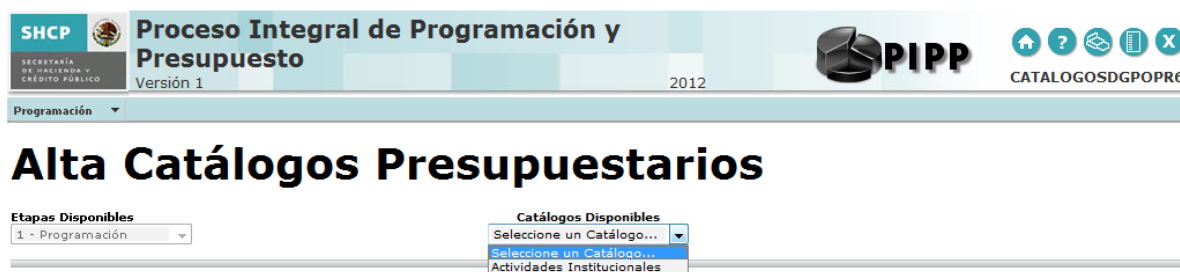 SHCP
SECRETARÍA
DE HACIENDA Y
CRÉDITO PÚBLICO
Proceso Integral de Programación y
Presupuesto
Versión 1
2012
PIPP
?
X
CATALOGOSDGPOPR6
Programación
Alta Catálogos Presupuestarios
Etapas Disponibles
Catálogos Disponibles
1 - Programación
Seleccione un Catálogo...
Seleccione un Catálogo...
Actividades Institucionales